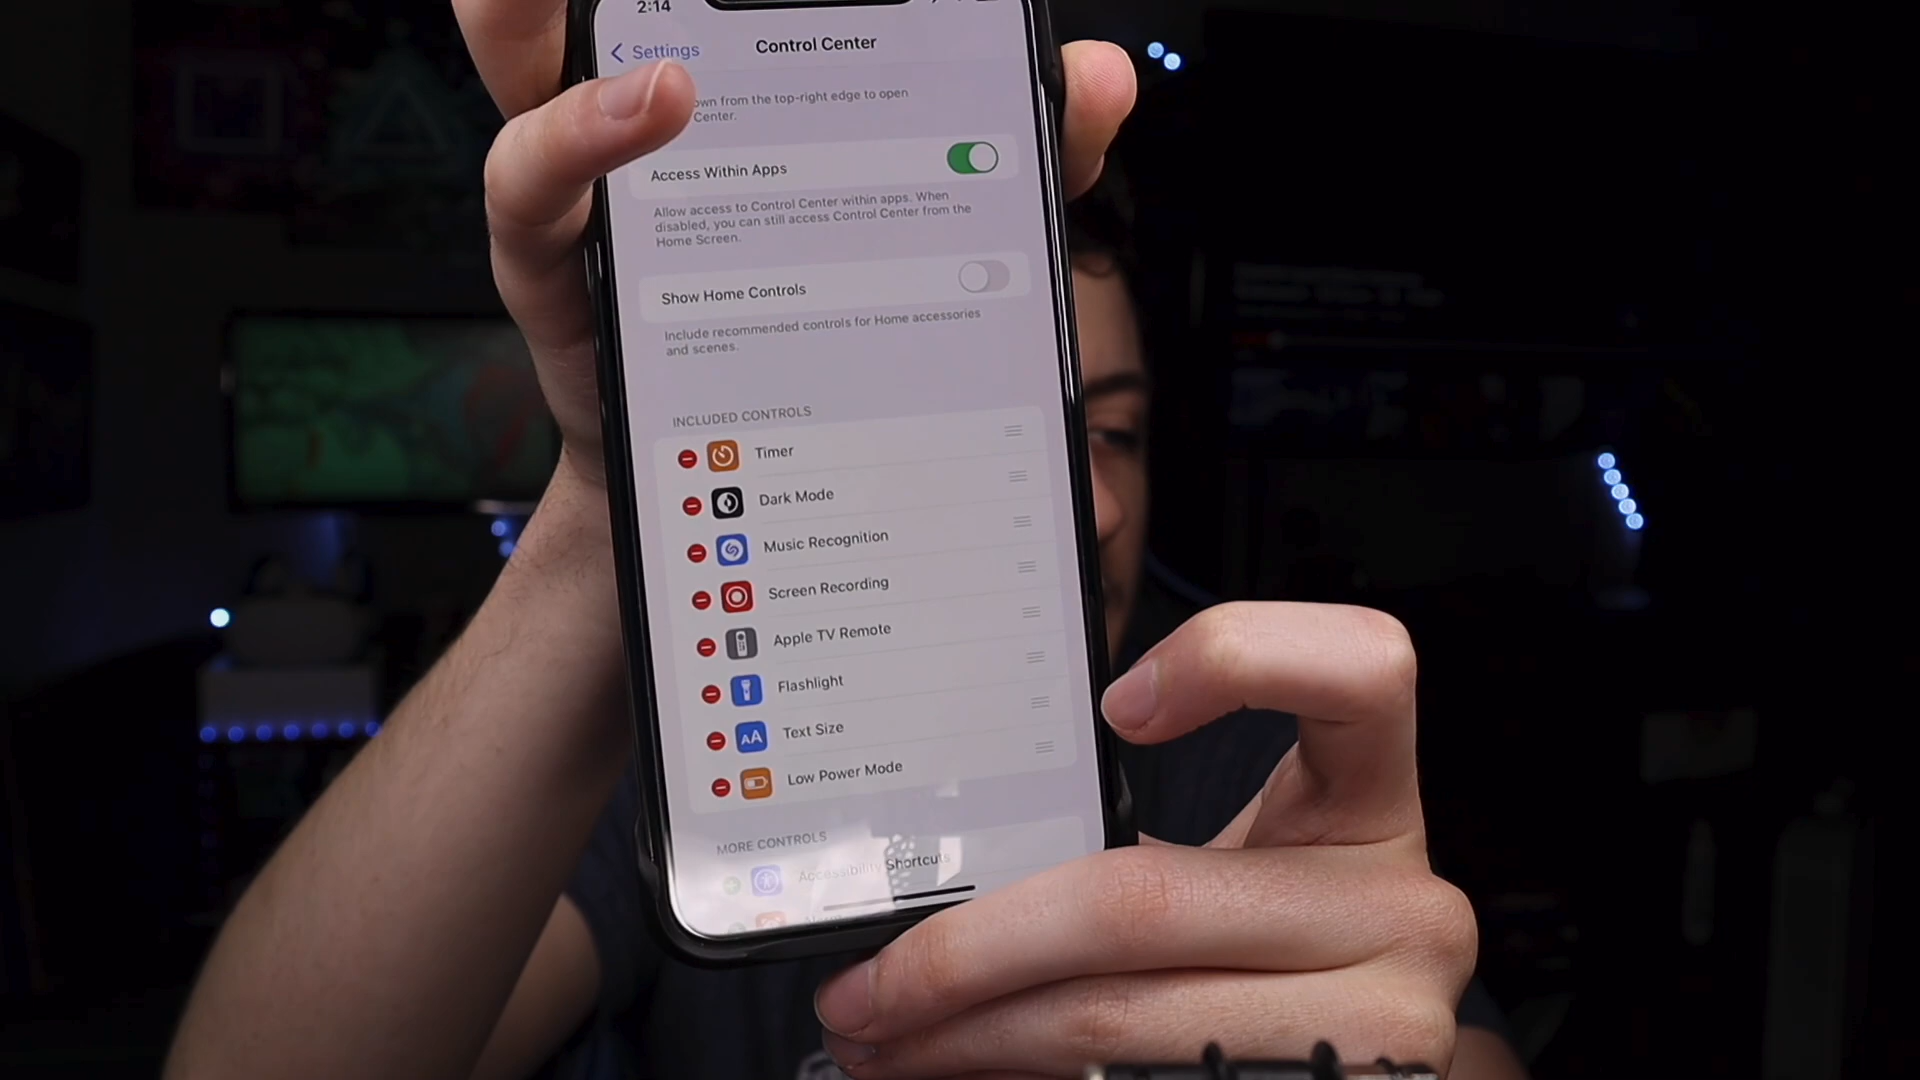 2:14
Settings
Control Center
own from the top-right edge to open
Center.
Access Within Apps
Allow access to Control Center within apps. When
disabled, you can still access Control Center from the
Home Screen.
Show Home Controls
Include recommended controls for Home accessories
and scenes.
INCLUDED CONTROLS
Timer
Dark Mode
Music Recognition
Screen Recording
Apple TV Remote
Flashlight
AA Text Size
Low Power Mode
MORE CONTROLS
Accessibility Shortcuts